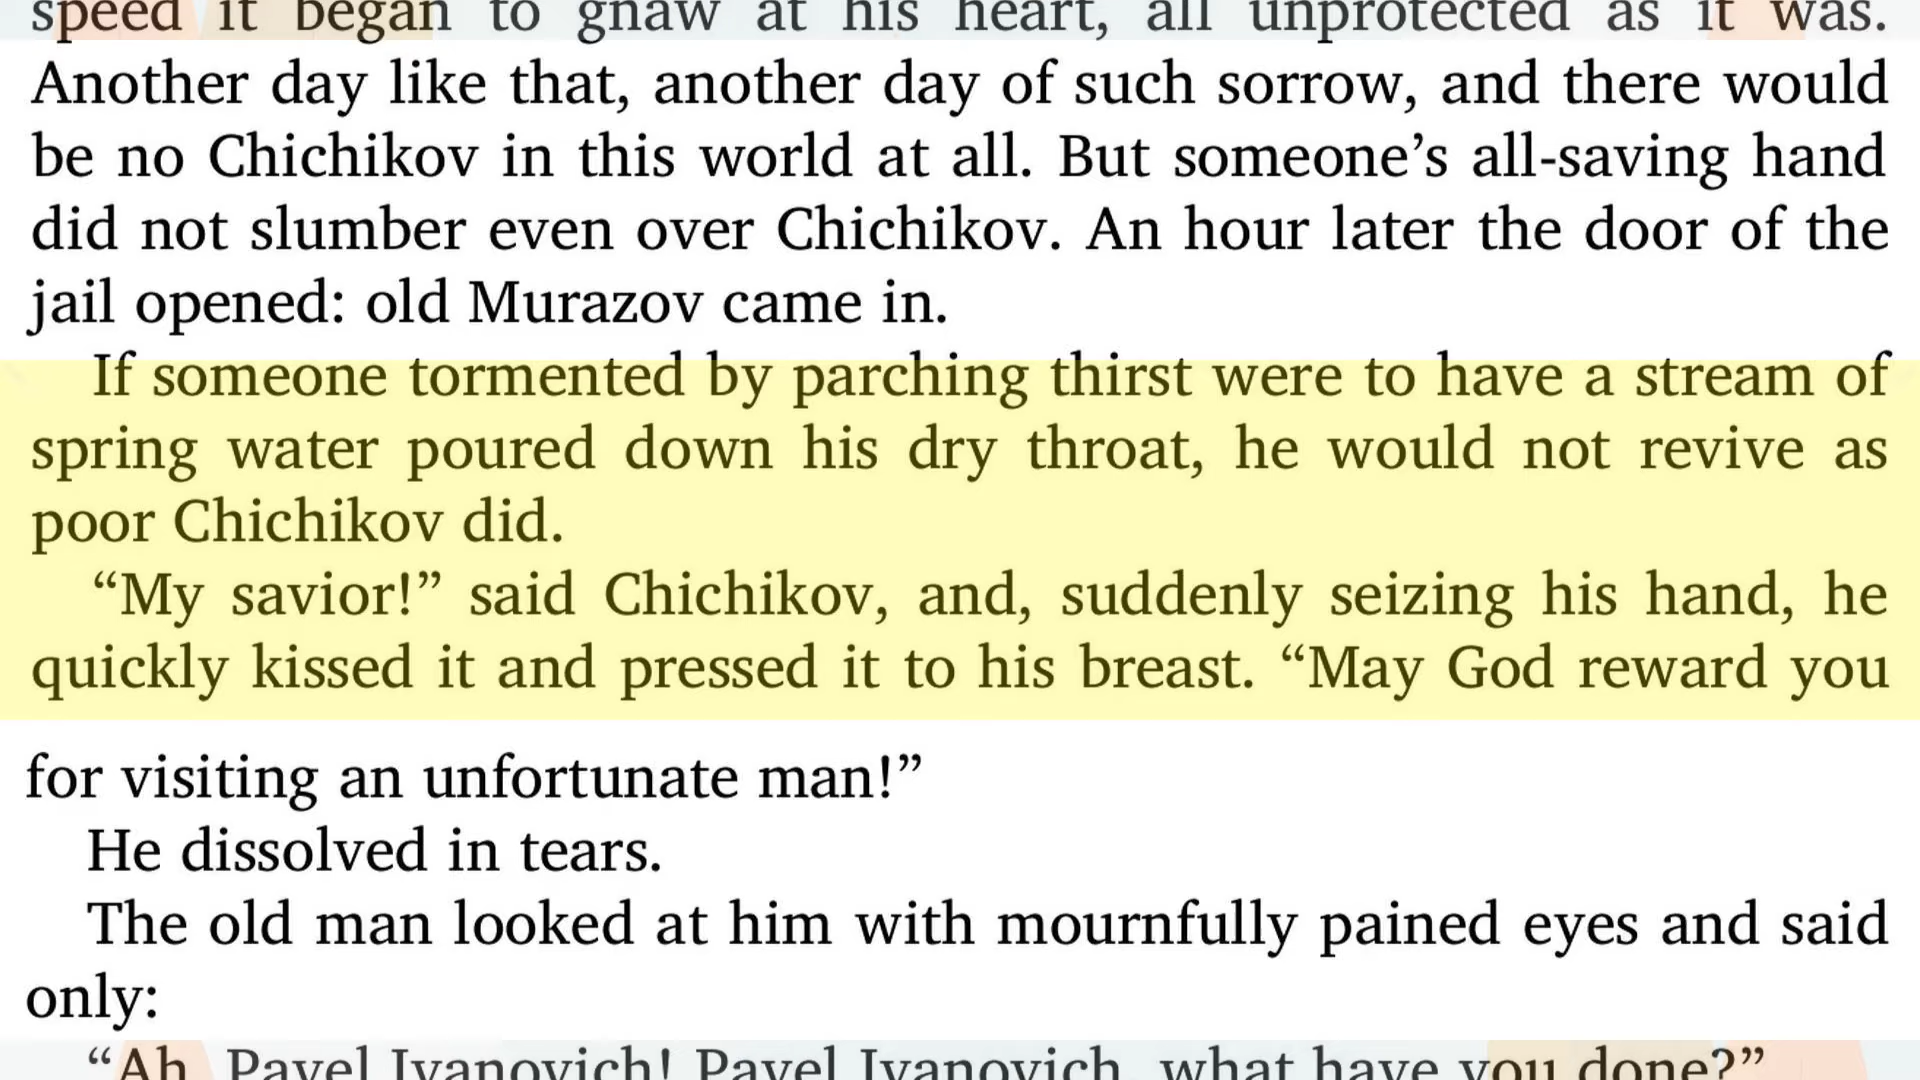 speed it began to gnaw at his heart, all unprotected as it was.
Another day like that, another day of such sorrow, and there would
be no Chichikov in this world at all. But someone’s all-saving hand
did not slumber even over Chichikov. An hour later the door of the
jail opened: old Murazov came in.
If someone tormented by parching thirst were to have a stream of
spring water poured down his dry throat, he would not revive as
poor Chichikov did.
“My savior!” said Chichikov, and, suddenly seizing his hand, he
quickly kissed it and pressed it to his breast. “May God reward you
for visiting an unfortunate man!”
He dissolved in tears.
The old man looked at him with mournfully pained eyes and said
only:
“Ah, Pavel Ivanovich! Pavel Ivanovich, what have you done?”